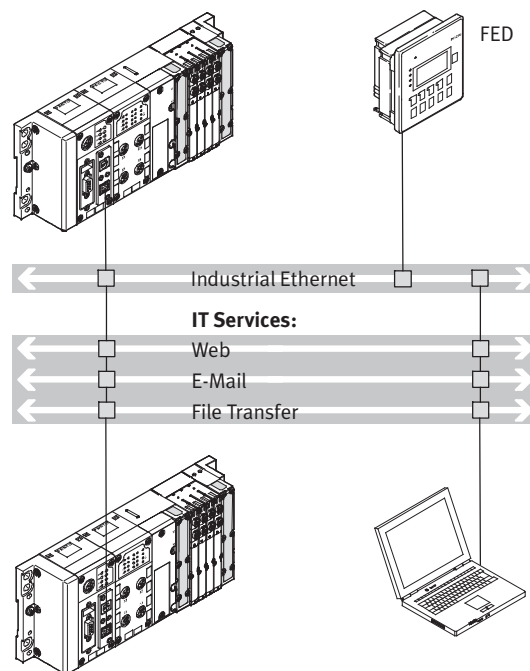 FED
Industrial Ethernet
IT Services:
Web
E-Mail
File Transfer